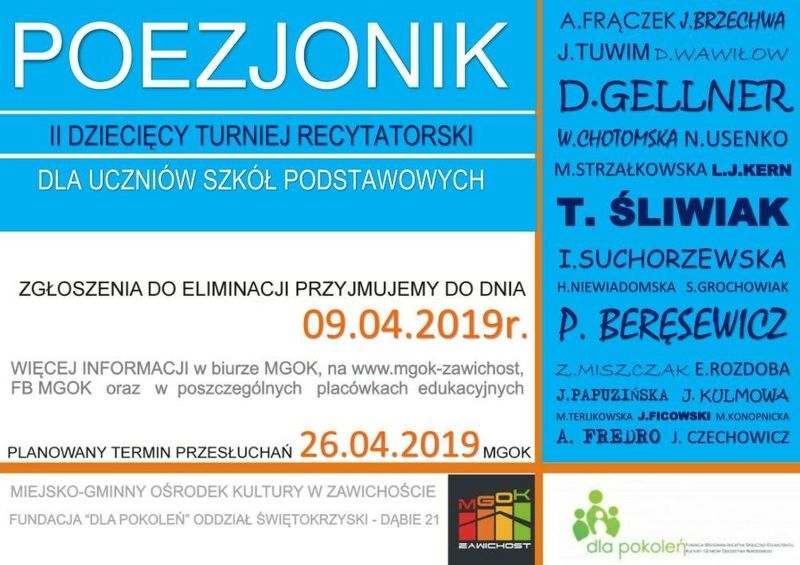 POEZJONIK
II DZIECIĘCY TURNIEJ RECYTATORSKI
DLA UCZNIÓW SZKÓŁ PODSTAWOWYCH
ZGŁOSZENIA DO ELIMINACJI PRZYJMUJEMY DO DNIA
09.04.2019r.
WIĘCEJ INFORMACJI w biurze MGOK, na www.mgok-zawichost,
FB MGOK oraz w poszczególnych placówkach edukacyjnych
PLANOWANY TERMIN PRZESŁUCHAŃ 26.04.2019 MGOK
MIEJSKO-GMINNY OŚRODEK KULTURY W ZAWICHOŚCIE
FUNDACJA "DLA POKOLEŃ" ODDZIAŁ ŚWIĘTOKRZYSKI - DĄBIE 21
MGOK
ZAWICHOST
A.FRĄCZEK J.BRZECHWA
J.TUWIM D.WAWIŁOW
D.GELLNER
W.CHOTOMSKA N.USENKO
M.STRZAŁKOWSKA L.J.KERN
T. ŚLIWIAK
I.SUCHORZEWSKA
H.NIEWIADOMSKA S.GROCHOWIAK
P. BERĘSEWICZ
Z.MISZCZAK E.ROZDOBA
J.PAPUZIŃSKA J. KULMOWA
M.TERLIKOWSKA J.FICOWSKI M.KONOPNICKA
A. FREDRO J. CZECHOWICZ
dla pokoleń